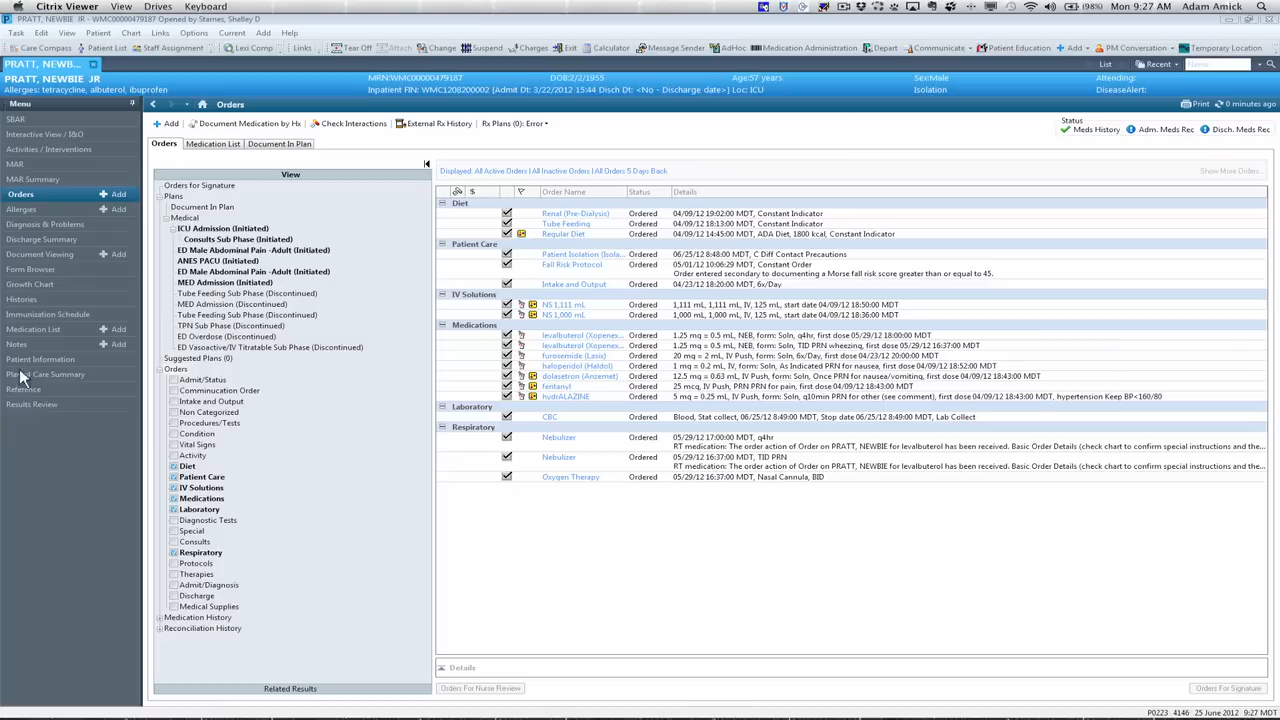 Citrix Viewer View Drives Keyboard (98%) Mon 9:27 AM Adam Amick
PRATT, NEWBIE JR - WMC00000479187 Opened by Starnes, Shelley D
Task Edit View Patient Chart Links Options Current Add Help
Care Compass Patient List Staff Assignment Lexi Comp Links Tear Off Attach Change Suspend Charges Exit Calculator Message Sender AdHoc Medication Administration Depart Communicate Patient Education Add PM Conversation Temporary Location
PRATT, NEWB... x List Recent Name
PRATT, NEWBIE JR MRN:WMC00000479187 DOB:2/2/1955 Age:57 years Sex:Male Attending:
Allergies: tetracycline, albuterol, ibuprofen Inpatient FIN: WMC1208200002 [Admit Dt: 3/22/2012 15:44 Disch Dt: <No - Discharge date>] Loc: ICU Isolation DiseaseAlert:
Menu
SBAR
Interactive View / I&O
Activities / Interventions
MAR
MAR Summary
Orders Add
Allergies Add
Diagnosis & Problems
Discharge Summary
Document Viewing Add
Form Browser
Growth Chart
Histories
Immunization Schedule
Medication List Add
Notes Add
Patient Information
Care Summary
Reference
Results Review
Orders Print 0 minutes ago
Add Document Medication by Hx Check Interactions External Rx History Rx Plans (0): Error
Status
Meds History Adm. Meds Rec Disch. Meds Rec
Orders Medication List Document In Plan
View
Orders for Signature
Plans
Document In Plan
Medical
ICU Admission (Initiated)
Consults Sub Phase (Initiated)
ED Male Abdominal Pain -Adult (Initiated)
ANES PACU (Initiated)
ED Male Abdominal Pain -Adult (Initiated)
MED Admission (Initiated)
Tube Feeding Sub Phase (Discontinued)
MED Admission (Discontinued)
Tube Feeding Sub Phase (Discontinued)
TPN Sub Phase (Discontinued)
ED Overdose (Discontinued)
ED Vasoactive/IV Titratable Sub Phase (Discontinued)
Suggested Plans (0)
Orders
Admit/Status
Commincation Order
Intake and Output
Non Categorized
Procedures/Tests
Condition
Vital Signs
Activity
Diet
Patient Care
IV Solutions
Medications
Laboratory
Diagnostic Tests
Special
Consults
Respiratory
Protocols
Therapies
Admit/Diagnosis
Discharge
Medical Supplies
Medication History
Reconciliation History
Related Results
Displayed: All Active Orders | All Inactive Orders | All Orders 5 Days Back Show More Orders...
$ Order Name Status Details
Diet
Renal (Pre-Dialysis) Ordered 04/09/12 19:02:00 MDT, Constant Indicator
Tube Feeding Ordered 04/09/12 18:13:00 MDT, Constant Indicator
Regular Diet Ordered 04/09/12 14:45:00 MDT, ADA Diet, 1800 kcal, Constant Indicator
Patient Care
Patient Isolation (Isola... Ordered 06/25/12 8:48:00 MDT, C Diff Contact Precautions
Fall Risk Protocol Ordered 05/01/12 10:06:29 MDT, Constant Order
Order entered secondary to documenting a Morse fall risk score greater than or equal to 45.
Intake and Output Ordered 04/23/12 18:20:00 MDT, 6x/Day
IV Solutions
NS 1,111 mL Ordered 1,111 mL, 1,111 mL, IV, 125 mL, start date 04/09/12 18:50:00 MDT
NS 1,000 mL Ordered 1,000 mL, 1,000 mL, IV, 125 mL, start date 04/09/12 18:36:00 MDT
Medications
levalbuterol (Xopenex... Ordered 1.25 mg = 2 mL, NEB, form: Soln, q4hr, first dose 05/29/12 18:00:00 MDT
levalbuterol (Xopenex... Ordered 1.25 mg = 2 mL, NEB, form: Soln, TID PRN wheezing, first dose 05/29/12 16:37:00 MDT
furosemide (Lasix) Ordered 20 mg = 2 mL, IV Push, form: Soln, 6x/Day, first dose 04/23/12 20:00:00 MDT
haloperidol (Haldol) Ordered 1 mg = 0.2 mL, IV, form: Soln, As Indicated PRN for nausea, first dose 04/09/12 18:52:00 MDT
dolasetron (Anzemet) Ordered 12.5 mg = 0.63 mL, IV Push, form: Soln, Once PRN for nausea/vomiting, first dose 04/09/12 18:43:00 MDT
fentanyl Ordered 25 mcg, IV Push, PRN PRN for pain, first dose 04/09/12 18:43:00 MDT
hydrALAZINE Ordered 5 mg = 0.25 mL, IV Push, form: Soln, q10min PRN for other (see comment), first dose 04/09/12 18:43:00 MDT, hypertention Keep BP<160/80
Laboratory
CBC Ordered Blood, Stat collect, 06/25/12 8:49:00 MDT, Stop date 06/25/12 8:49:00 MDT, Lab Collect
Respiratory
Nebulizer Ordered 05/29/12 17:00:00 MDT, q4hr
RT medication: The order action of Order on PRATT, NEWBIE for levalbuterol has been received. Basic Order Details (check chart to confirm special instructions and the...
Nebulizer Ordered 05/29/12 16:37:00 MDT, TID PRN
RT medication: The order action of Order on PRATT, NEWBIE for levalbuterol has been received. Basic Order Details (check chart to confirm special instructions and the...
Oxygen Therapy Ordered 05/29/12 16:37:00 MDT, Nasal Cannula, BID
Details
Orders For Nurse Review Orders For Signature
P0223 4146 25 June 2012 9:27 MDT